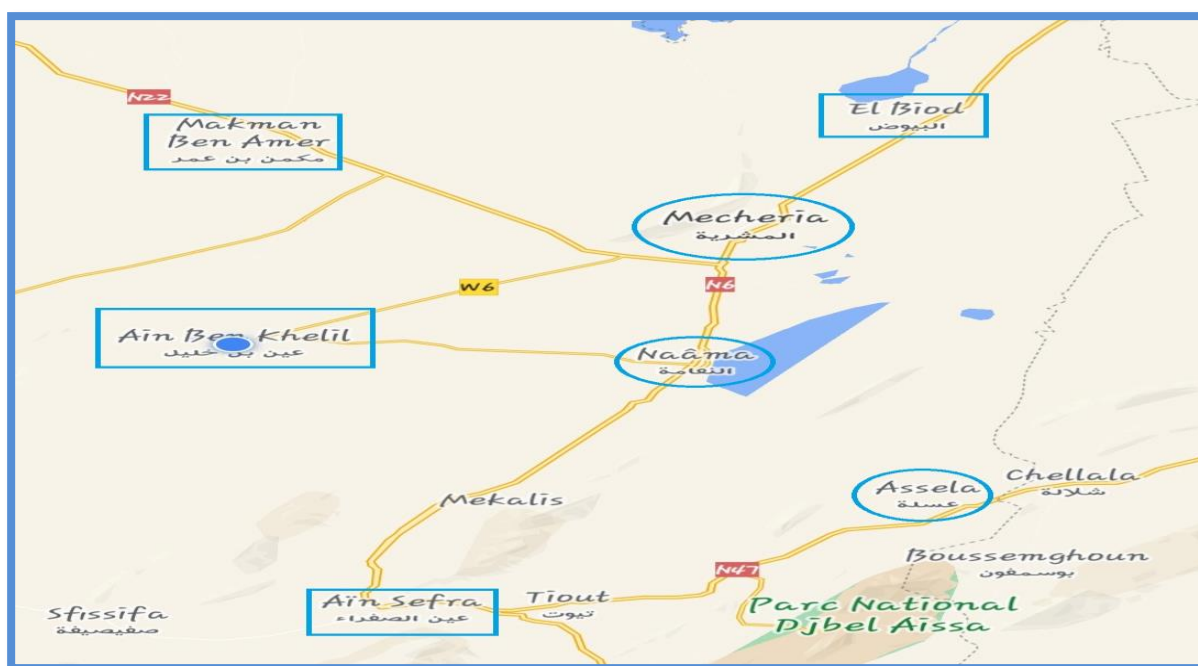 N22
El Biod
البيوض
Makman
Ben Amer
مكمن بن عمر
Mecheria
المشرية
W6
N6
Aïn Ben Khelil
عين بن خليل
Naâma
النعامة
Mekalis
Assela
عسلة
Chellala
شلالة
Boussemghoun
بوسمغون
N47
Aïn Sefra
عين الصفراء
Tiout
تيوت
Sfissifa
صفيصيفة
Parc National
Djbel Aïssa